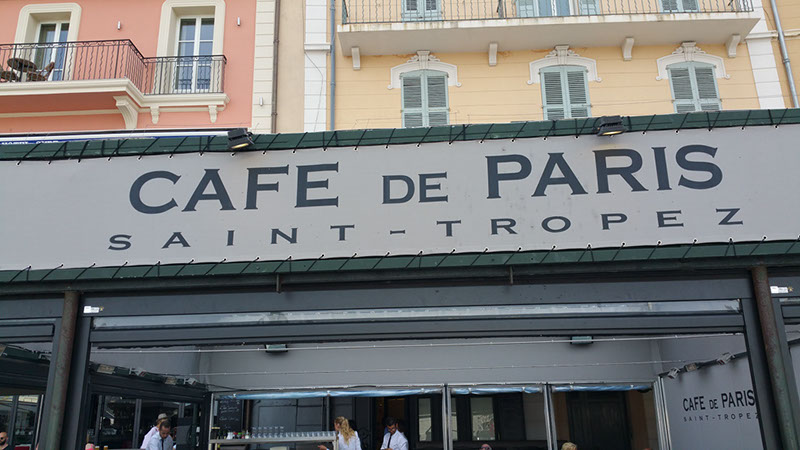 CAFE DE PARIS
SAINT-TROPEZ
CAFE DE PARIS
SAINT-TROPEZ